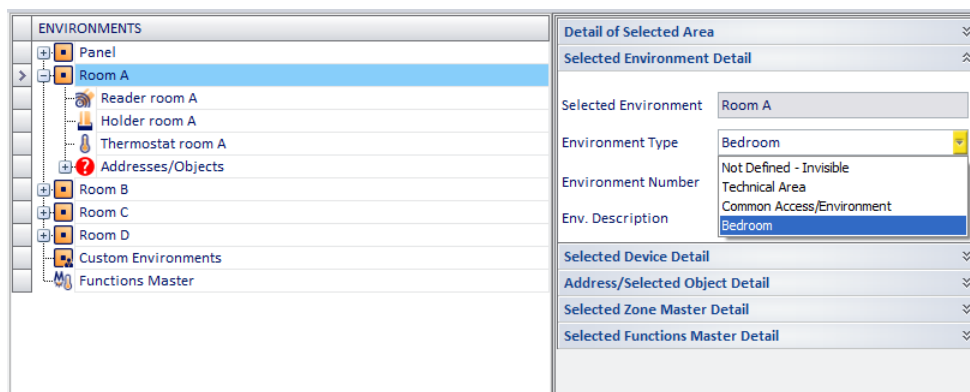 ENVIRONMENTS
Panel
Room A
Reader room A
Holder room A
Thermostat room A
Addresses/Objects
Room B
Room C
Room D
Custom Environments
Functions Master
Detail of Selected Area
Selected Environment Detail
Selected Environment Room A
Environment Type Bedroom
Not Defined - Invisible
Technical Area
Environment Number
Common Access/Environment
Env. Description
Bedroom
Selected Device Detail
Address/Selected Object Detail
Selected Zone Master Detail
Selected Functions Master Detail